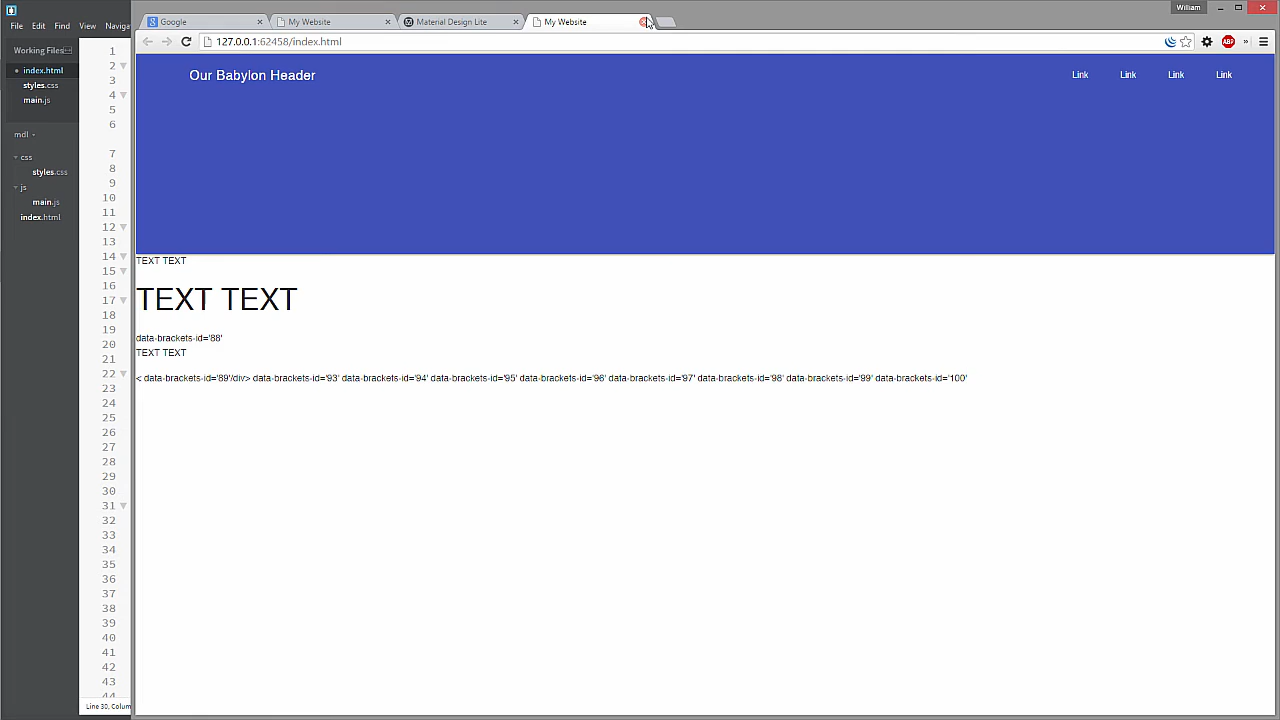 William
Google
My Website
Material Design Lite
My Website
File Edit Find View Naviga
127.0.0.1:62458/index.html
ABP
»
Working Files
index.html
styles.css
main.js
mdl
css
styles.css
js
main.js
index.html
1
2
3
4
5
6
7
8
9
10
11
12
13
14
15
16
17
18
19
20
21
22
23
24
25
26
27
28
29
30
31
32
33
34
35
36
37
38
39
40
41
42
43
44
Line 30, Colum
Our Babylon Header
Link Link Link Link
TEXT TEXT
TEXT TEXT
data-brackets-id='88'
TEXT TEXT
< data-brackets-id='89'/div> data-brackets-id='93' data-brackets-id='94' data-brackets-id='95' data-brackets-id='96' data-brackets-id='97' data-brackets-id='98' data-brackets-id='99' data-brackets-id='100'